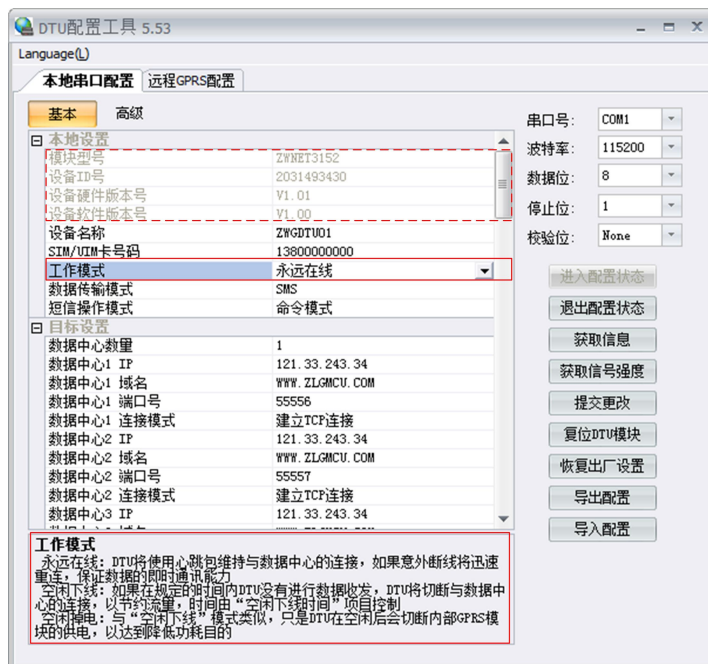 DTU配置工具 5.53
Language(L)
本地串口配置 远程GPRS配置
基本 高级
本地设置
模块型号 ZWNET3152
设备ID号 2031493430
设备硬件版本号 V1.01
设备软件版本号 V1.00
设备名称 ZWGDTU01
SIM/UIM卡号码 13800000000
工作模式 永远在线
数据传输模式 SMS
短信操作模式 命令模式
目标设置
数据中心数量 1
数据中心1 IP 121.33.243.34
数据中心1 域名 WWW.ZLGMCU.COM
数据中心1 端口号 55556
数据中心1 连接模式 建立TCP连接
数据中心2 IP 121.33.243.34
数据中心2 域名 WWW.ZLGMCU.COM
数据中心2 端口号 55557
数据中心2 连接模式 建立TCP连接
数据中心3 IP 121.33.243.34
工作模式
永远在线：DTU将使用心跳包维持与数据中心的连接，如果意外断线将迅速
重连，保证数据的即时通讯能力
空闲下线：如果在规定的时间内DTU没有进行数据收发，DTU将切断与数据中
心的连接，以节约流量，时间由“空闲下线时间”项目控制
空闲掉电：与“空闲下线”模式类似，只是DTU在空闲后会切断内部GPRS模
块的供电，以达到降低功耗目的
串口号： COM1
波特率： 115200
数据位： 8
停止位： 1
校验位： None
进入配置状态
退出配置状态
获取信息
获取信号强度
提交更改
复位DTU模块
恢复出厂设置
导出配置
导入配置